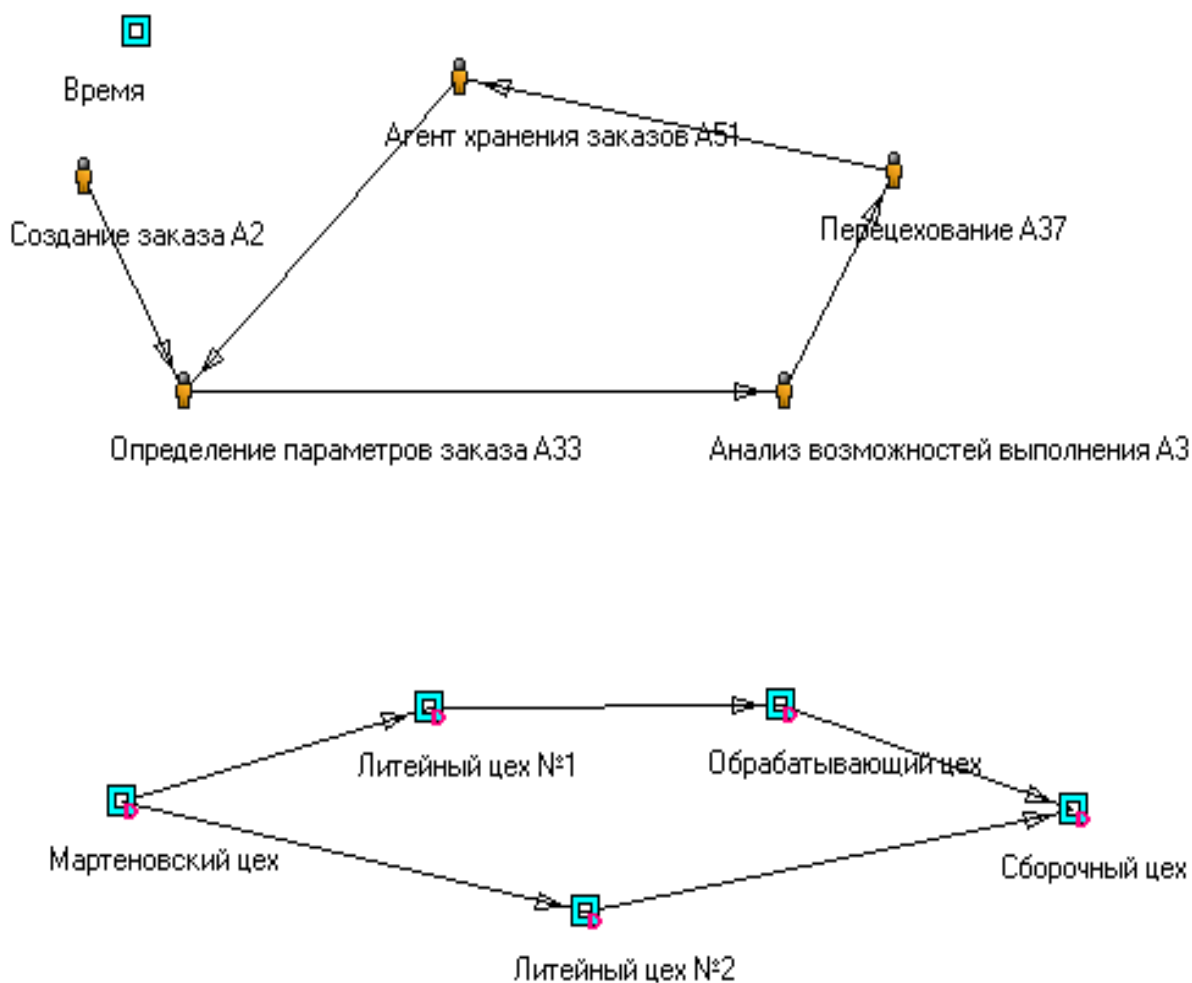 Время
Агент хранения заказов А51
Создание заказа А2
Перецехование А37
Определение параметров заказа А33
Анализ возможностей выполнения А3
Литейный цех №1
Обрабатывающий цех
Мартеновский цех
Сборочный цех
Литейный цех №2